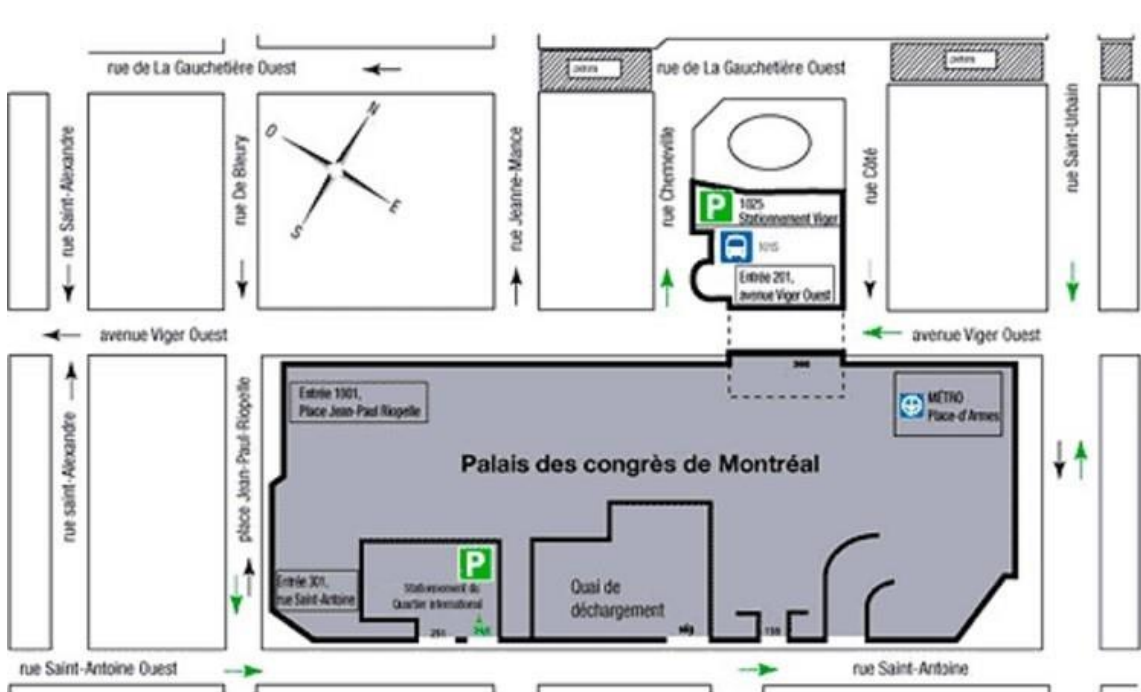 rue de La Gauchetière Ouest
rue de La Gauchetière Ouest
N
O
E
S
rue Saint-Alexandre
rue De Bleury
rue Jeanne-Mance
rue Chenneville
rue Côté
rue Saint-Urbain
P
1025
Stationnement Viger
1015
Entrée 201,
avenue Viger Ouest
avenue Viger Ouest
avenue Viger Ouest
rue saint-Alexandre
place Jean-Paul-Riopelle
Entrée 1001,
Place Jean-Paul Riopelle
MÉTRO
Place-d'Armes
Palais des congrès de Montréal
P
Stationnement du
Quartier international
Entrée 301,
rue Saint-Antoine
Quai de
déchargement
251
159
rue Saint-Antoine Ouest
rue Saint-Antoine